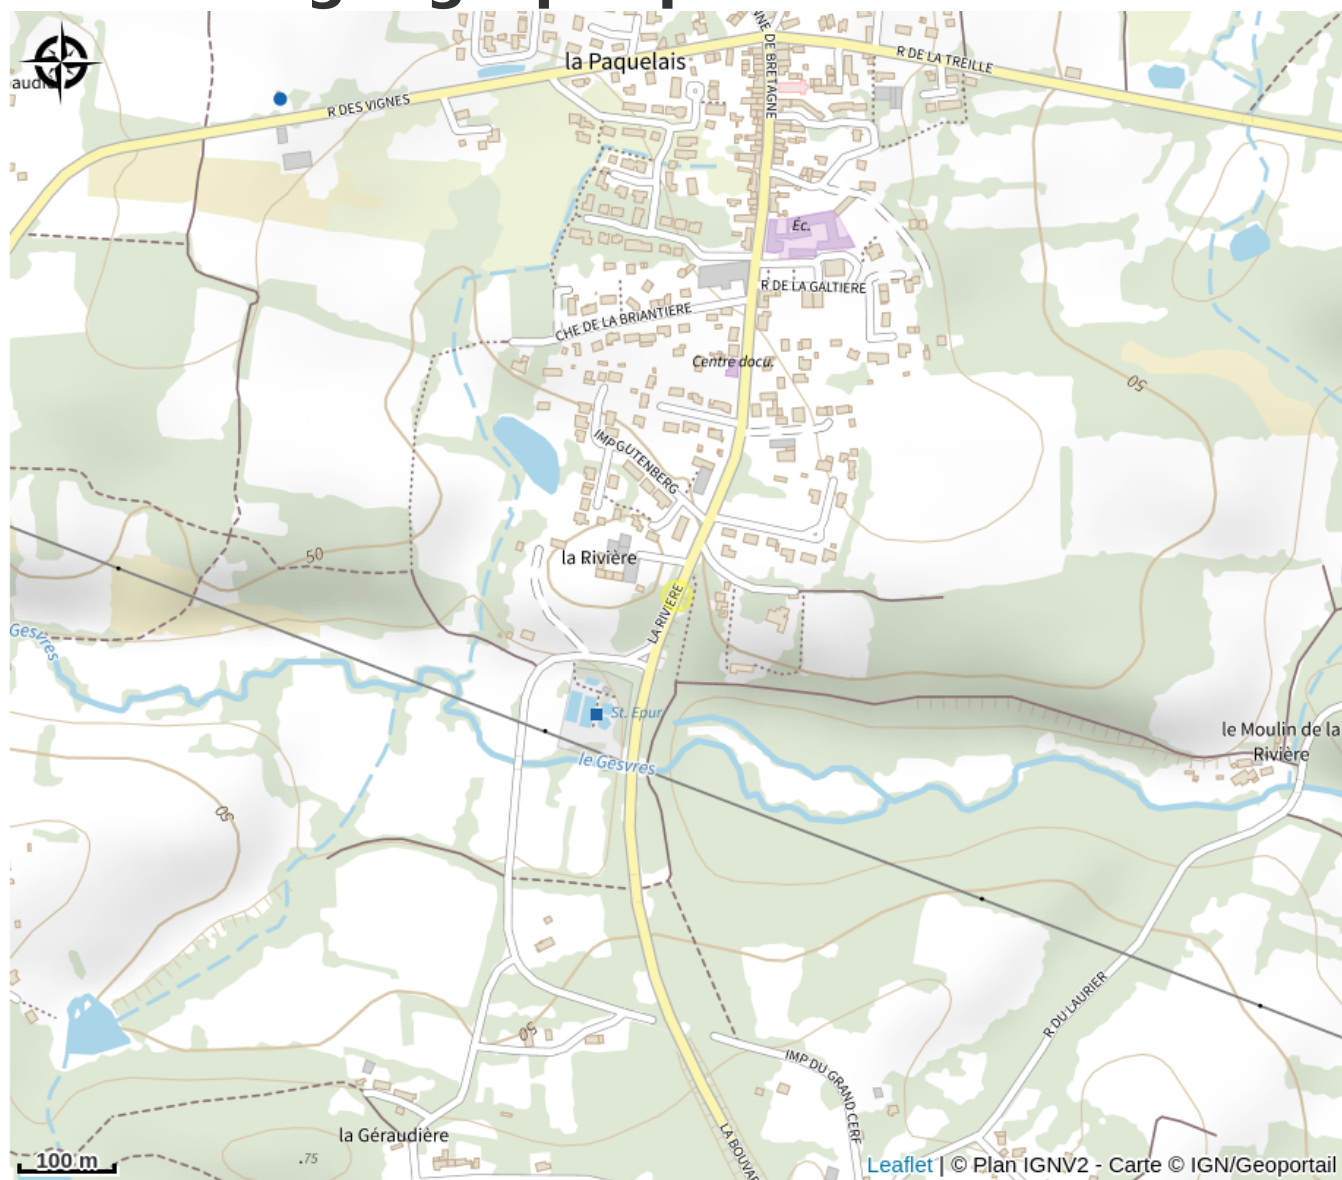 la Paquelais
NNE DE BRETAGNE
R DE LA TREILLE
R DES VIGNES
Éc.
R DE LA GALTIERE
CHE DE LA BRIANTIERE
Centre docu.
50
IMP GUTENBERG
50
la Rivière
LA RIVIERE
Gesvres
St. Epur.
le Gesvres
le Moulin de la
Rivière
50
R DU LAURIER
50
IMP DU GRAND CERF
la Géraudière
LA BOUVAR
.75
100 m
Leaflet | © Plan IGNV2 - Carte © IGN/Geoportail